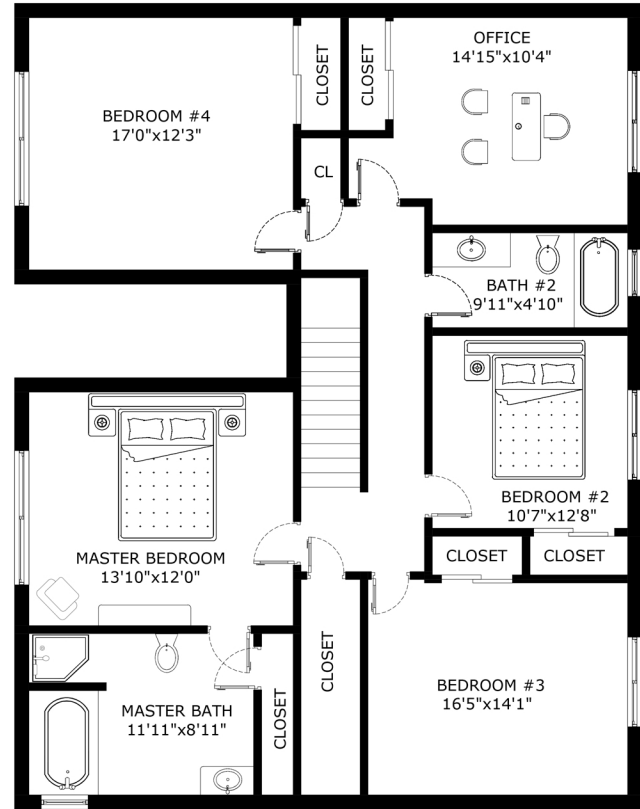 OFFICE
14'15"x10'4"
CLOSET
CLOSET
BEDROOM #4
17'0"x12'3"
CL
BATH #2
9'11"x4'10"
BEDROOM #2
10'7"x12'8"
CLOSET
CLOSET
MASTER BEDROOM
13'10"x12'0"
CLOSET
BEDROOM #3
16'5"x14'1"
CLOSET
MASTER BATH
11'11"x8'11"